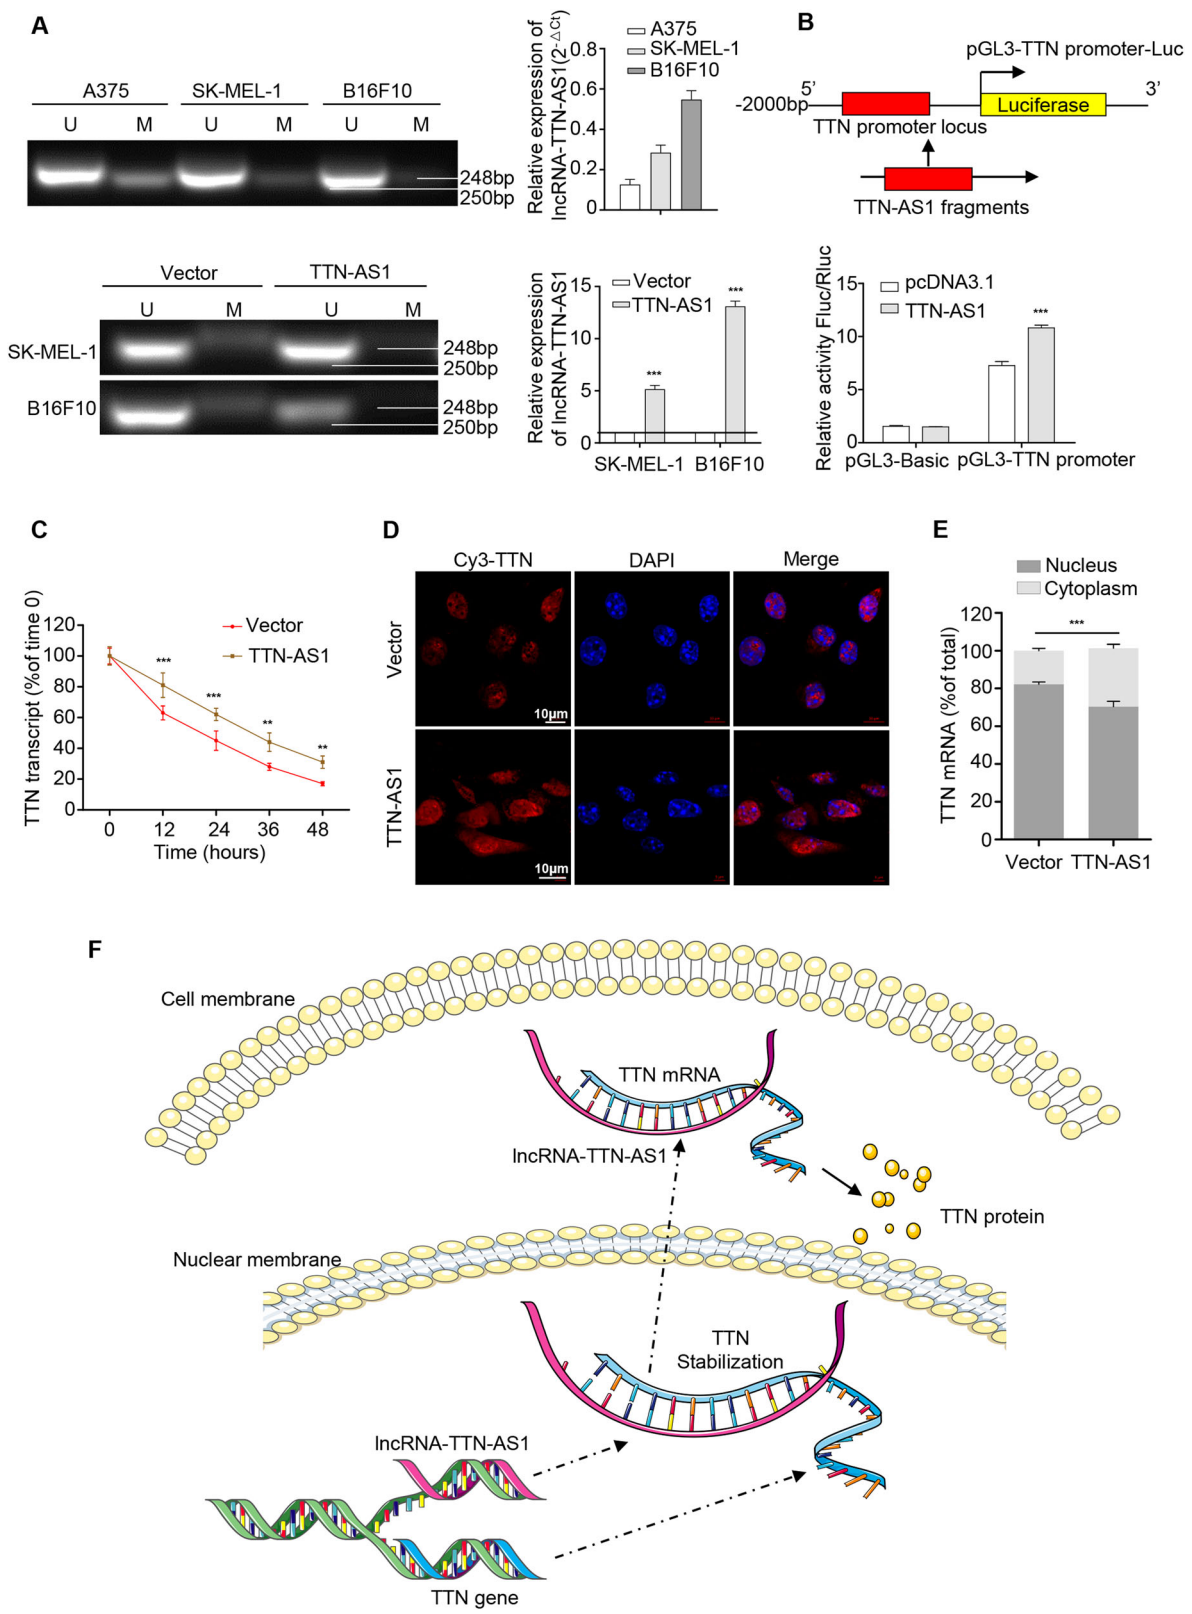 A
A375 SK-MEL-1 B16F10
U M U M U M
248bp
250bp
Relative expression of
lncRNA-TTN-AS1(2-△Ct)
0.8
0.6
0.4
0.2
0
A375
SK-MEL-1
B16F10
B
pGL3-TTN promoter-Luc
5’ 3’
-2000bp
Luciferase
TTN promoter locus
TTN-AS1 fragments
Vector TTN-AS1
U M U M
SK-MEL-1
248bp
250bp
B16F10
248bp
250bp
Relative expression
of lncRNA-TTN-AS1
15
10
5
0
Vector
TTN-AS1
***
***
SK-MEL-1 B16F10
Relative activity Fluc/Rluc
15
10
5
0
pcDNA3.1
TTN-AS1
***
pGL3-Basic pGL3-TTN promoter
C
TTN transcript (%of time 0)
120
100
80
60
40
20
0
Vector
TTN-AS1
***
***
**
**
0 12 24 36 48
Time (hours)
D
Cy3-TTN DAPI Merge
Vector
10μm
TTN-AS1
10μm
E
Nucleus
Cytoplasm
TTN mRNA (%of total)
120
100
80
60
40
20
0
***
Vector TTN-AS1
F
Cell membrane
TTN mRNA
lncRNA-TTN-AS1
TTN protein
Nuclear membrane
TTN
Stabilization
lncRNA-TTN-AS1
TTN gene